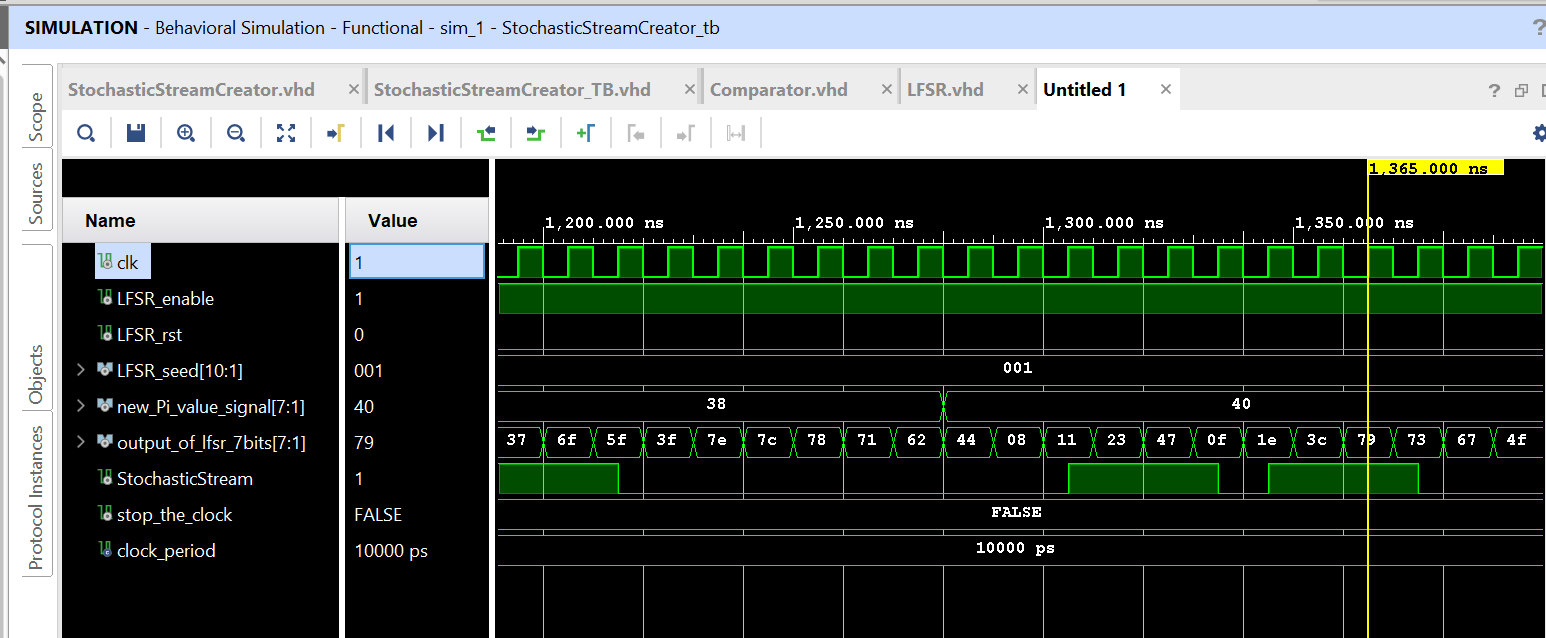 SIMULATION - Behavioral Simulation - Functional - sim_1 - StochasticStreamCreator_tb ?
StochasticStreamCreator.vhd × StochasticStreamCreator_TB.vhd × Comparator.vhd × LFSR.vhd × Untitled 1 × ?
Scope
Sources
Objects
Protocol Instances
1,365.000 ns
Name Value
1,200.000 ns 1,250.000 ns 1,300.000 ns 1,350.000 ns
clk 1
LFSR_enable 1
LFSR_rst 0
LFSR_seed[10:1] 001 001
new_Pi_value_signal[7:1] 40 38 40
output_of_lfsr_7bits[7:1] 79 37 6f 5f 3f 7e 7c 78 71 62 44 08 11 23 47 0f 1e 3c 79 73 67 4f
StochasticStream 1
stop_the_clock FALSE FALSE
clock_period 10000 ps 10000 ps